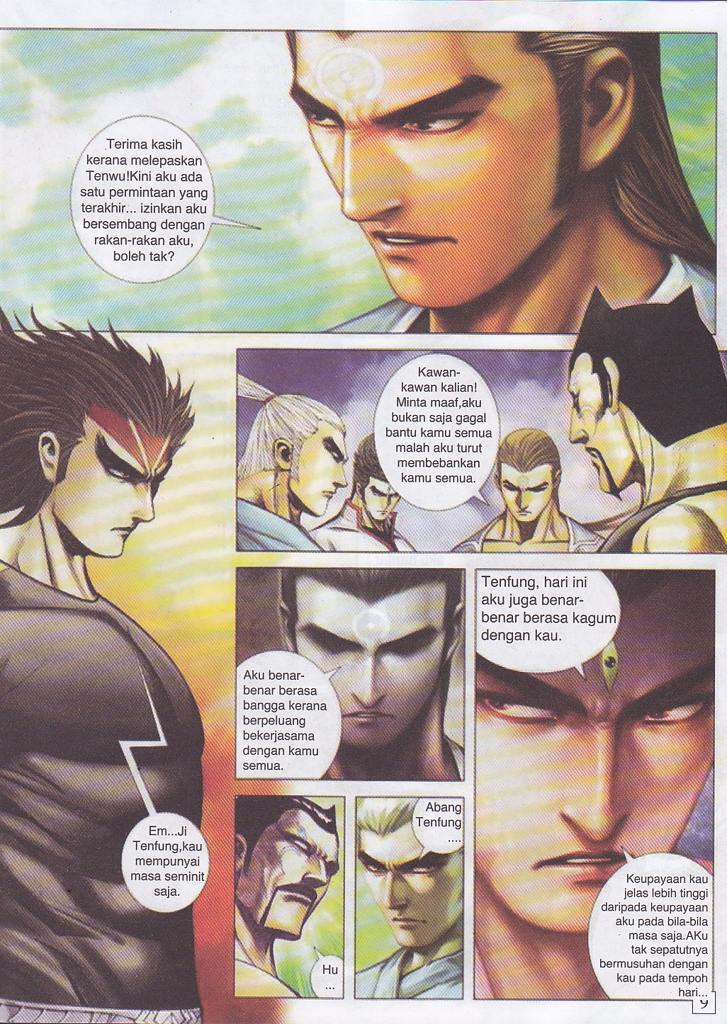 Terima kasih
kerana melepaskan
Tenwu!Kini aku ada
satu permintaan yang
terakhir... izinkan aku
bersembang dengan
rakan-rakan aku,
boleh tak?
Em...Ji
Tenfung,kau
mempunyai
masa seminit
saja.
Kawan-
kawan kalian!
Minta maaf,aku
bukan saja gagal
bantu kamu semua
malah aku turut
membebankan
kamu semua.
Aku benar-
benar berasa
bangga kerana
berpeluang
bekerjasama
dengan kamu
semua.
Tenfung, hari ini
aku juga benar-
benar berasa kagum
dengan kau.
Hu
...
Abang
Tenfung
....
Keupayaan kau
jelas lebih tinggi
daripada keupayaan
aku pada bila-bila
masa saja.AKu
tak sepatutnya
bermusuhan dengan
kau pada tempoh
hari...
9